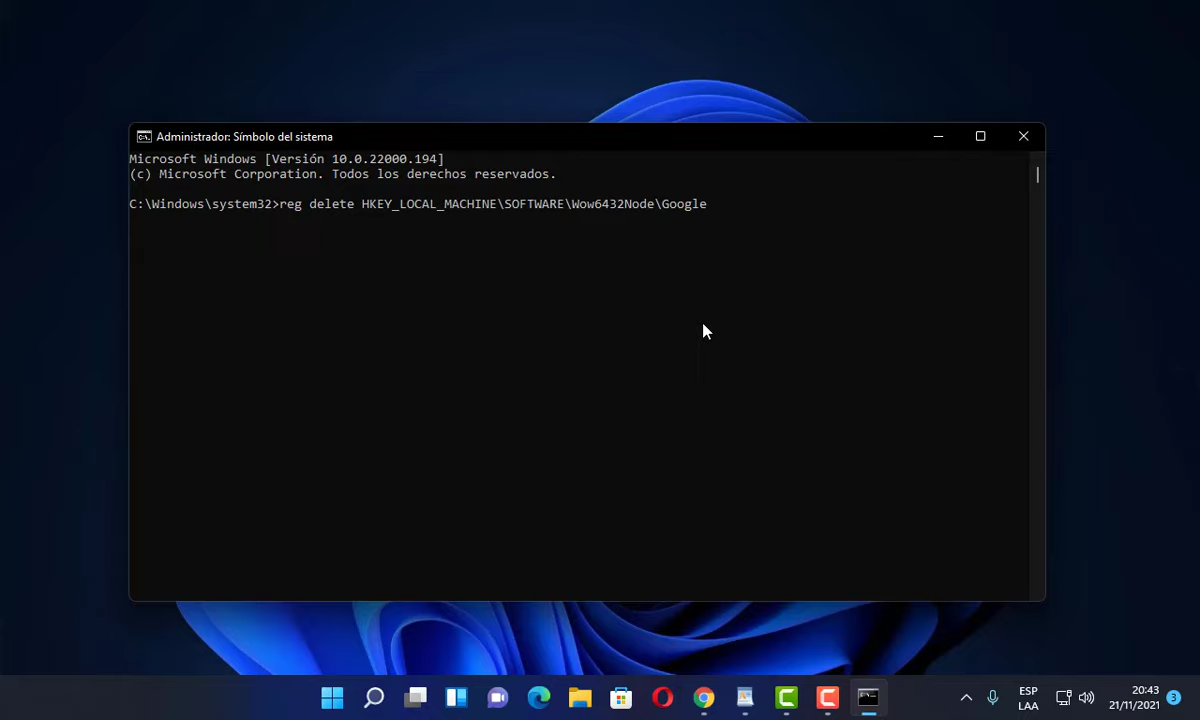 Administrador: Símbolo del sistema
Microsoft Windows [Versión 10.0.22000.194]
(c) Microsoft Corporation. Todos los derechos reservados.
C:\Windows\system32>reg delete HKEY_LOCAL_MACHINE\SOFTWARE\Wow6432Node\Google
ESP
LAA
20:43
21/11/2021
3